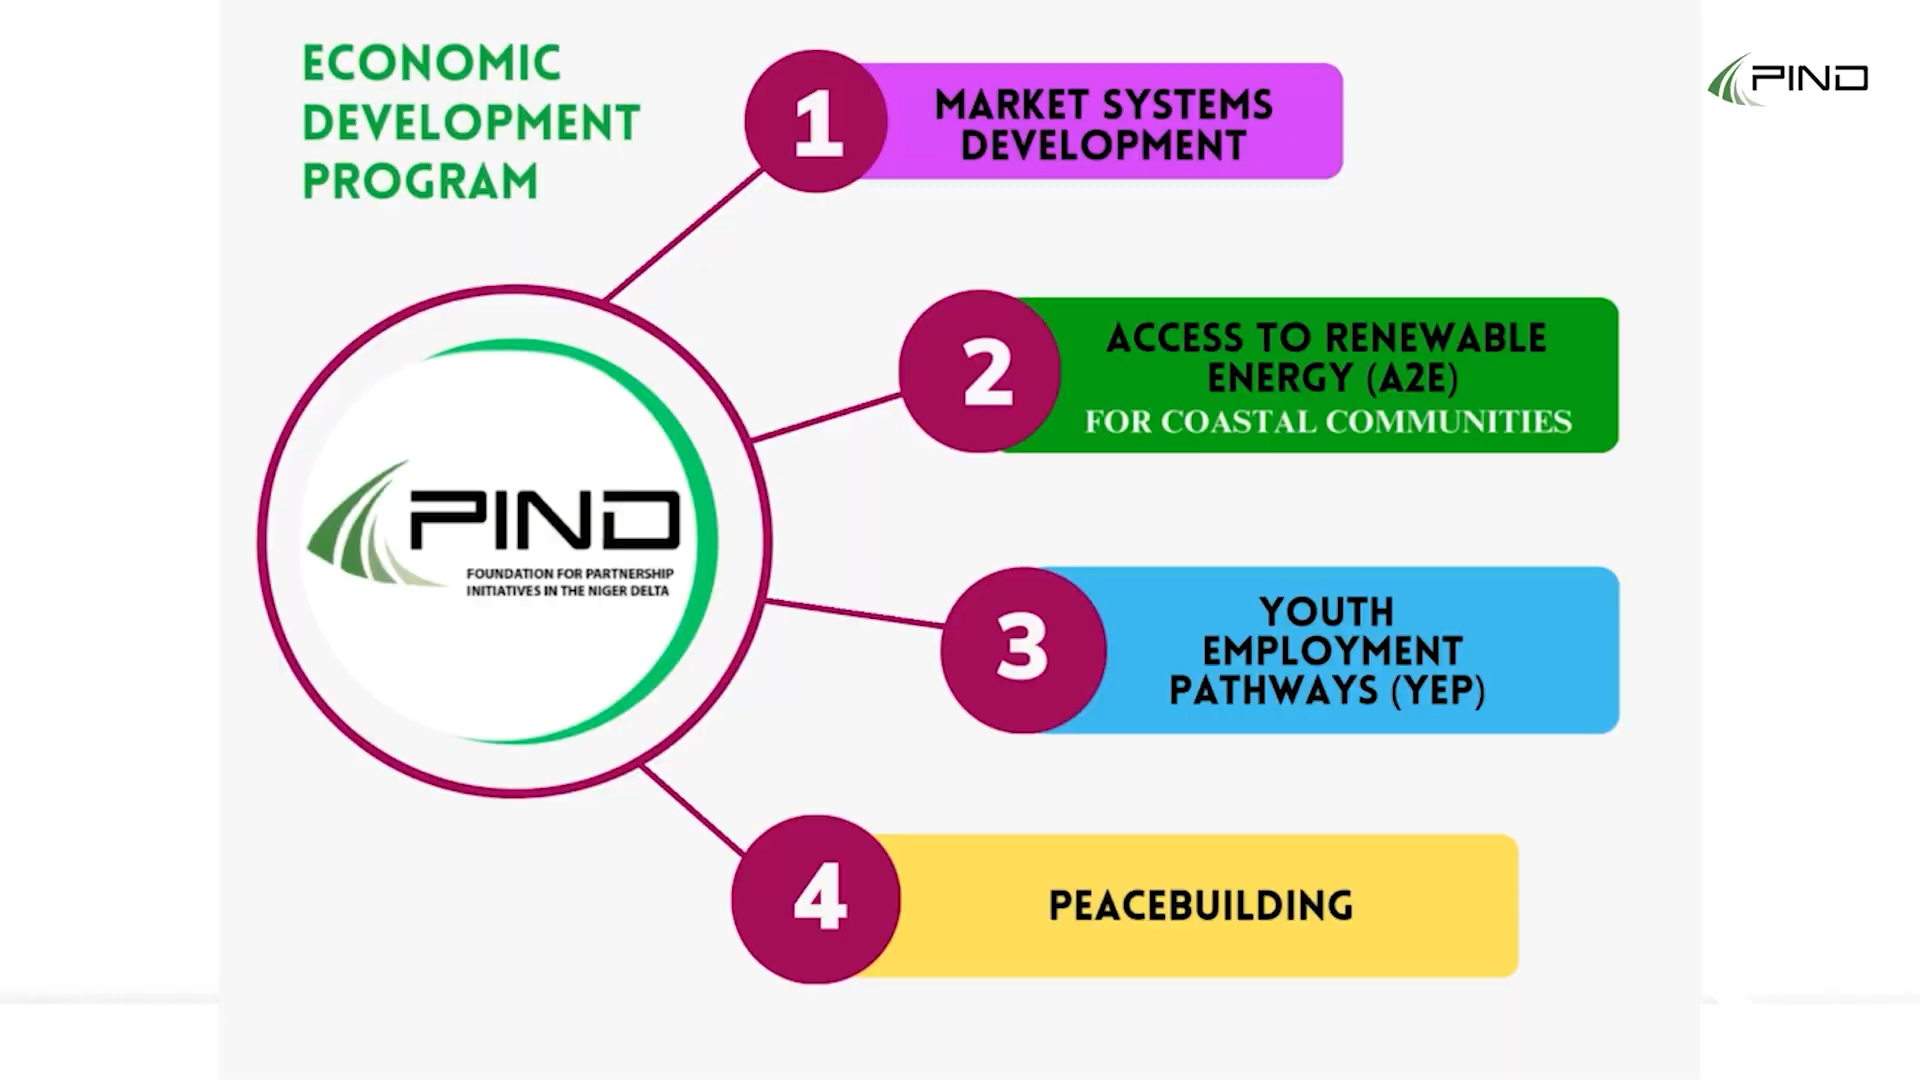 ECONOMIC
DEVELOPMENT
PROGRAM
PIND
1
MARKET SYSTEMS
DEVELOPMENT
2
ACCESS TO RENEWABLE
ENERGY (A2E)
FOR COASTAL COMMUNITIES
PIND
FOUNDATION FOR PARTNERSHIP
INITIATIVES IN THE NIGER DELTA
3
YOUTH
EMPLOYMENT
PATHWAYS (YEP)
4
PEACEBUILDING